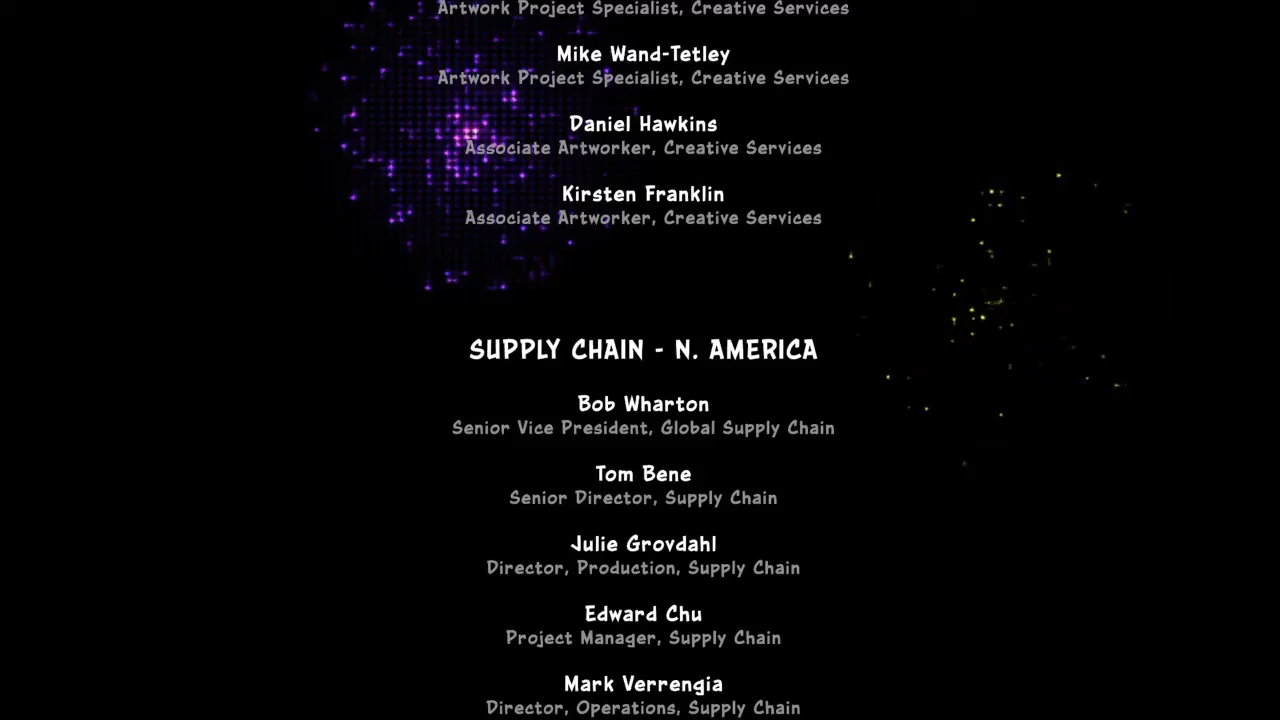 Artwork Project Specialist, Creative Services
Mike Wand-Tetley
Artwork Project Specialist, Creative Services
Daniel Hawkins
Associate Artworker, Creative Services
Kirsten Franklin
Associate Artworker, Creative Services
SUPPLY CHAIN - N. AMERICA
Bob Wharton
Senior Vice President, Global Supply Chain
Tom Bene
Senior Director, Supply Chain
Julie Grovdahl
Director, Production, Supply Chain
Edward Chu
Project Manager, Supply Chain
Mark Verrengia
Director, Operations, Supply Chain